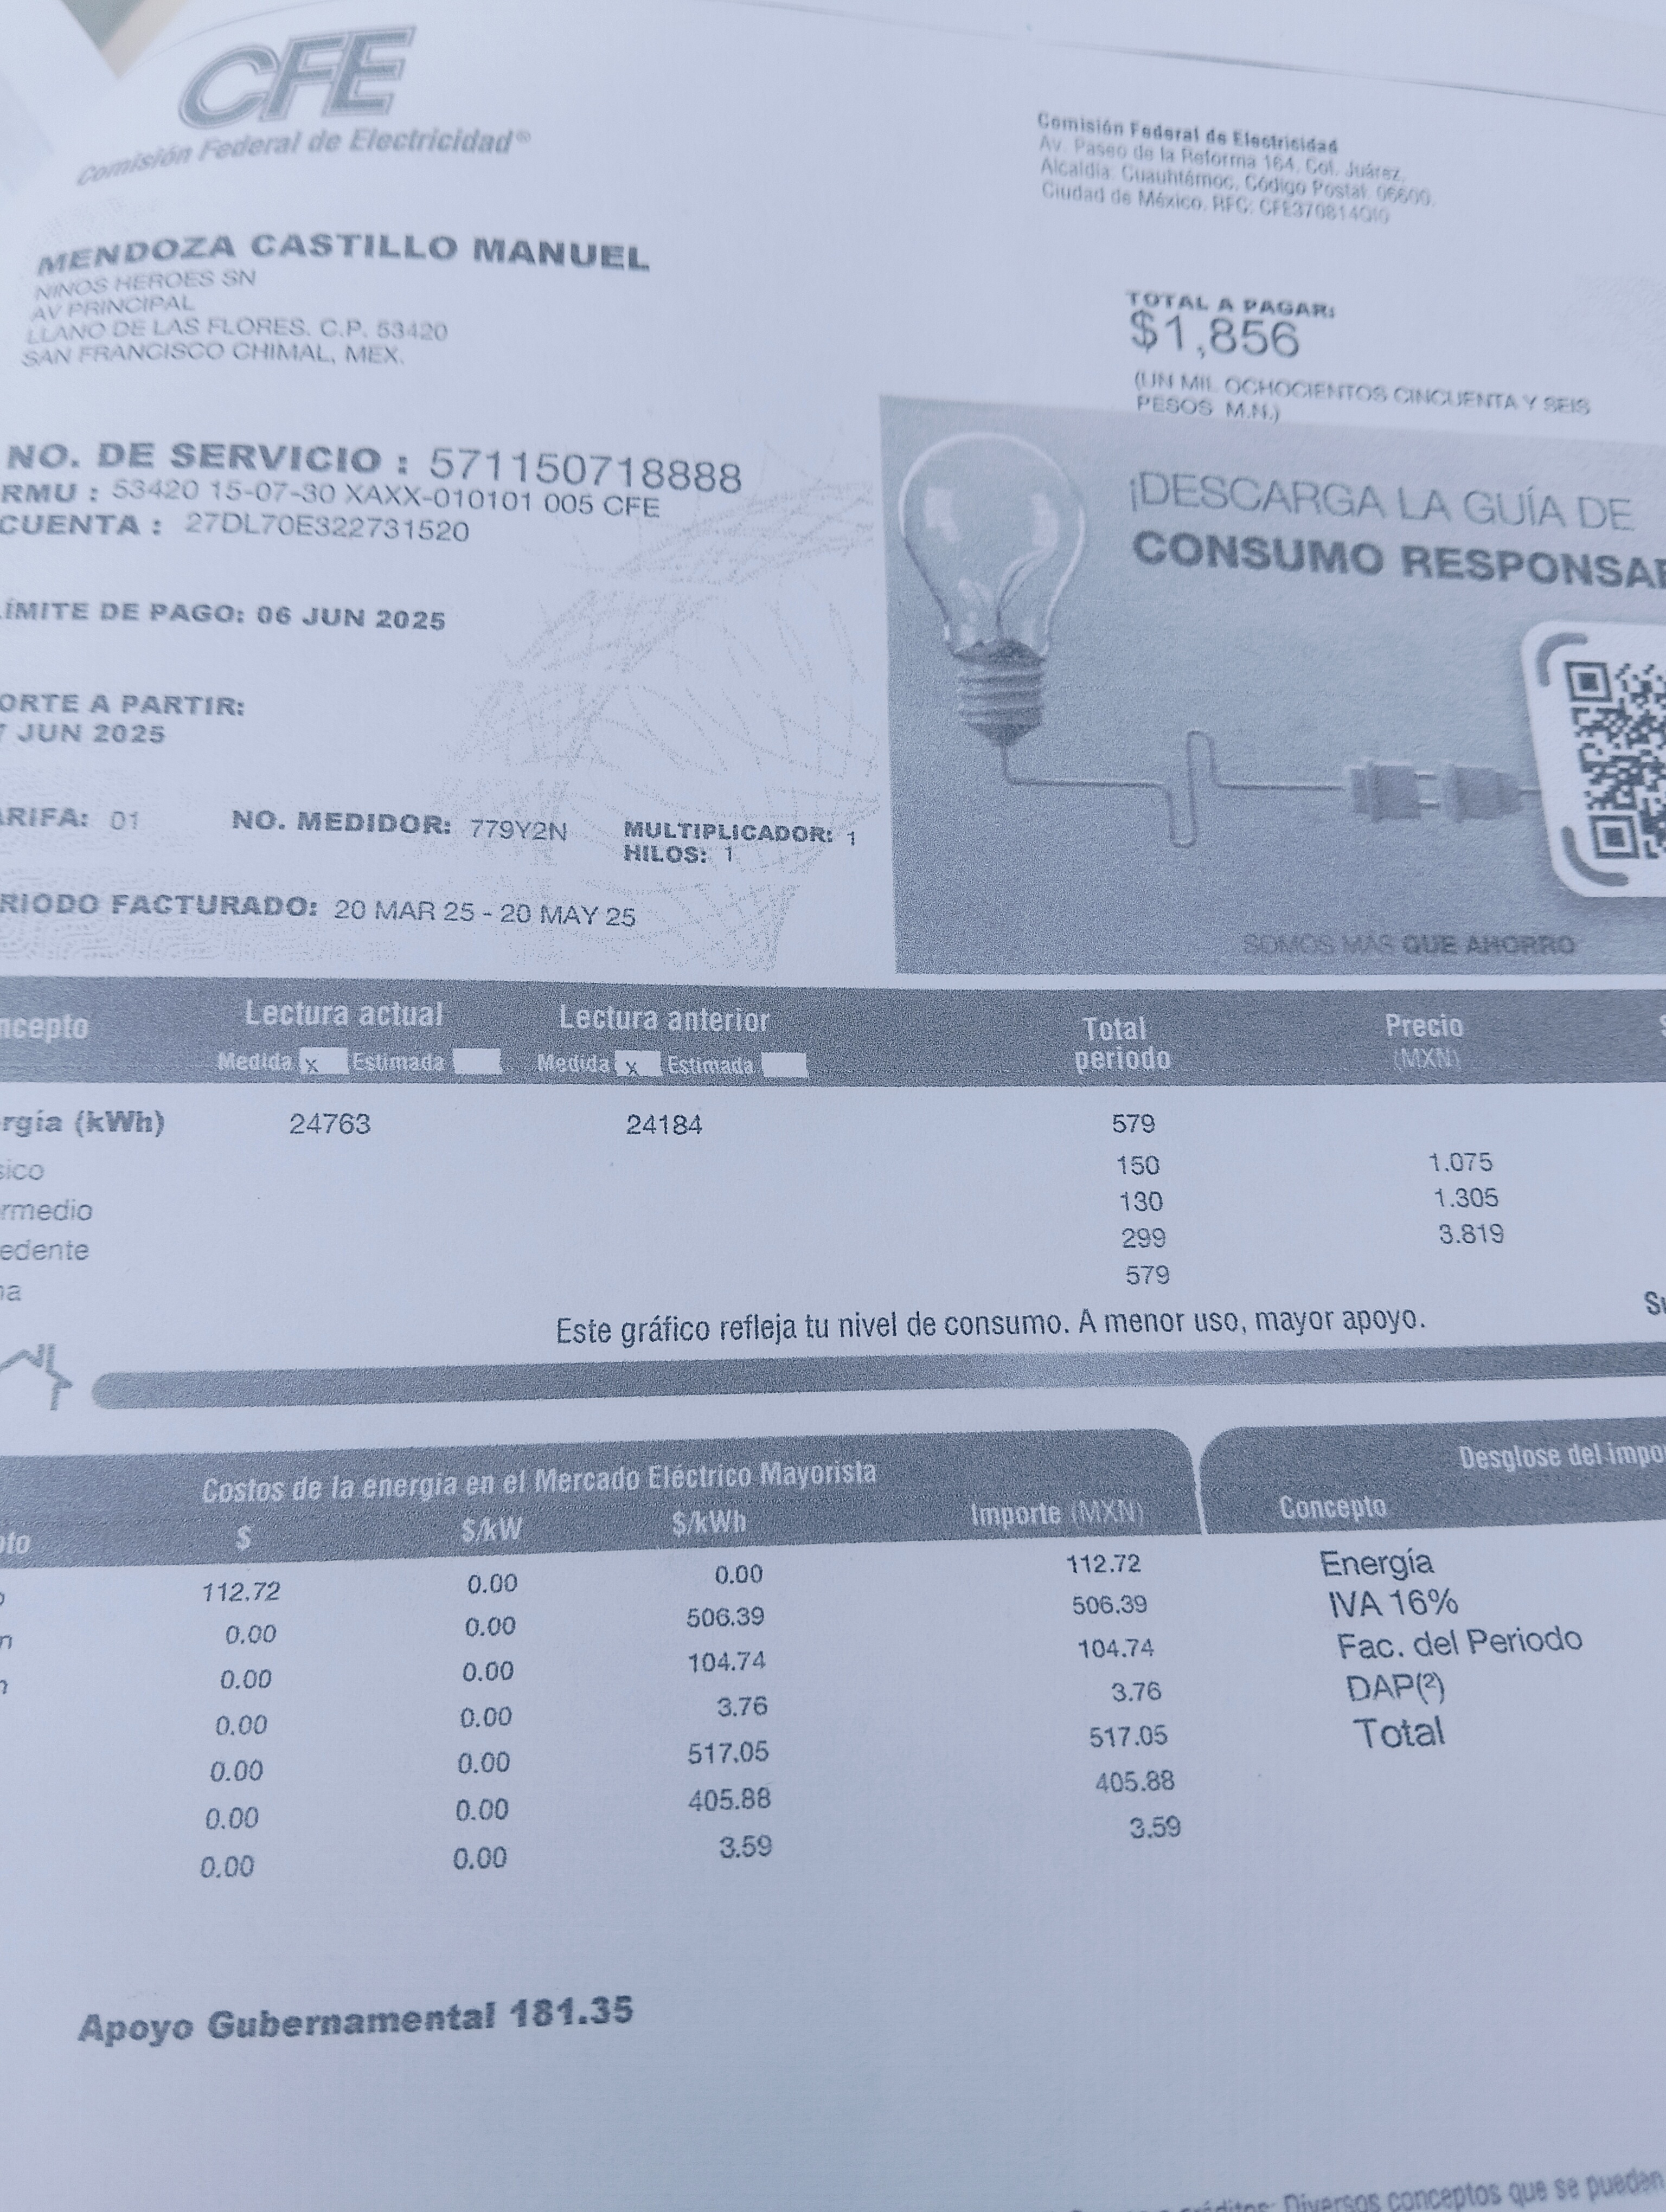 CFE
Comisión Federal de Electricidad®
Comisión Federal de Electricidad
Av. Paseo de la Reforma 164, Col. Juárez,
Alcaldía: Cuauhtémoc, Código Postal: 06600,
Ciudad de México. RFC: CFE370814QI0
MENDOZA CASTILLO MANUEL
NINOS HEROES SN
AV PRINCIPAL
LLANO DE LAS FLORES. C.P. 53420
SAN FRANCISCO CHIMAL, MEX.
TOTAL A PAGAR:
$1,856
(UN MIL OCHOCIENTOS CINCUENTA Y SEIS
PESOS M.N.)
NO. DE SERVICIO : 571150718888
RMU : 53420 15-07-30 XAXX-010101 005 CFE
CUENTA : 27DL70E322731520
LÍMITE DE PAGO: 06 JUN 2025
ORTE A PARTIR:
7 JUN 2025
ARIFA: 01 NO. MEDIDOR: 779Y2N MULTIPLICADOR: 1
HILOS: 1
RIODO FACTURADO: 20 MAR 25 - 20 MAY 25
¡DESCARGA LA GUÍA DE
CONSUMO RESPONSAB
SOMOS MÁS QUE AHORRO
ncepto Lectura actual Lectura anterior Total periodo Precio (MXN) S
Medida x Estimada Medida x Estimada
rgía (kWh) 24763 24184 579
sico 150 1.075
rmedio 130 1.305
edente 299 3.819
na 579
Su
Este gráfico refleja tu nivel de consumo. A menor uso, mayor apoyo.
Costos de la energía en el Mercado Eléctrico Mayorista
pto $ $/kW $/kWh Importe (MXN)
o 112.72 0.00 0.00 112.72
n 0.00 0.00 506.39 506.39
n 0.00 0.00 104.74 104.74
0.00 0.00 3.76 3.76
0.00 0.00 517.05 517.05
0.00 0.00 405.88 405.88
0.00 0.00 3.59 3.59
Desglose del impo
Concepto
Energía
IVA 16%
Fac. del Periodo
DAP(²)
Total
Apoyo Gubernamental 181.35
créditos: Diversos conceptos que se pueden